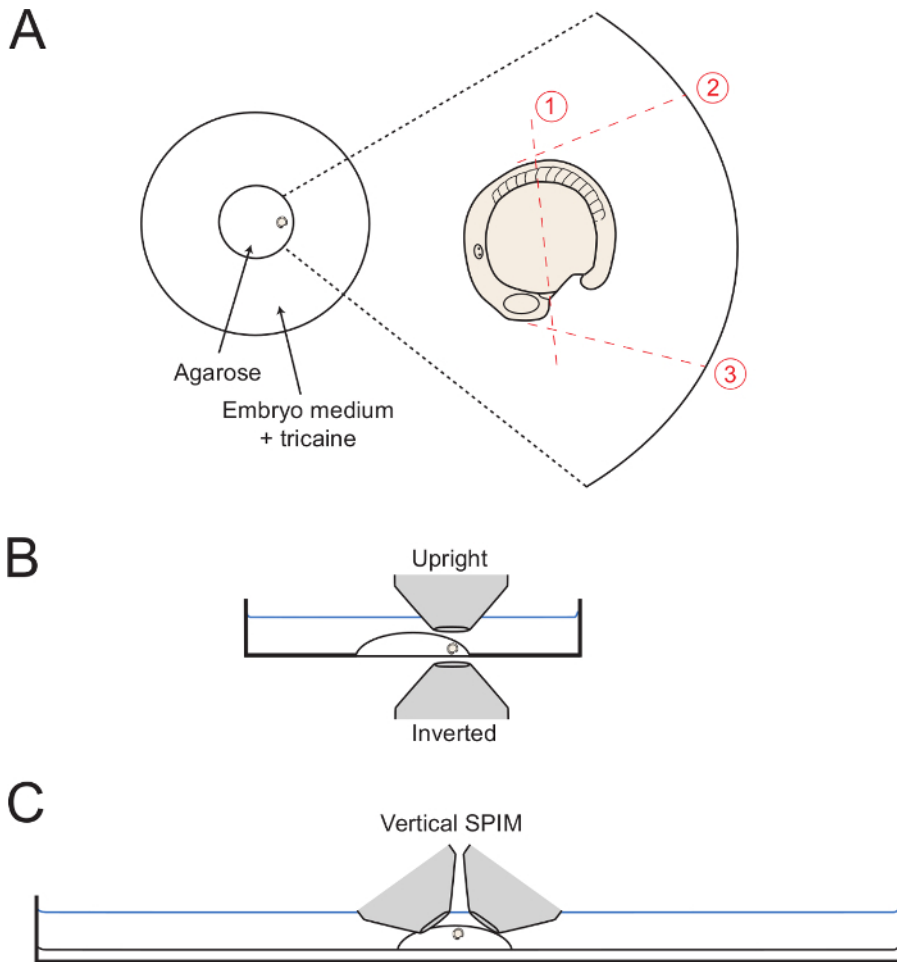 A
①
②
Agarose
Embryo medium
+ tricaine
③
B
Upright
Inverted
C
Vertical SPIM